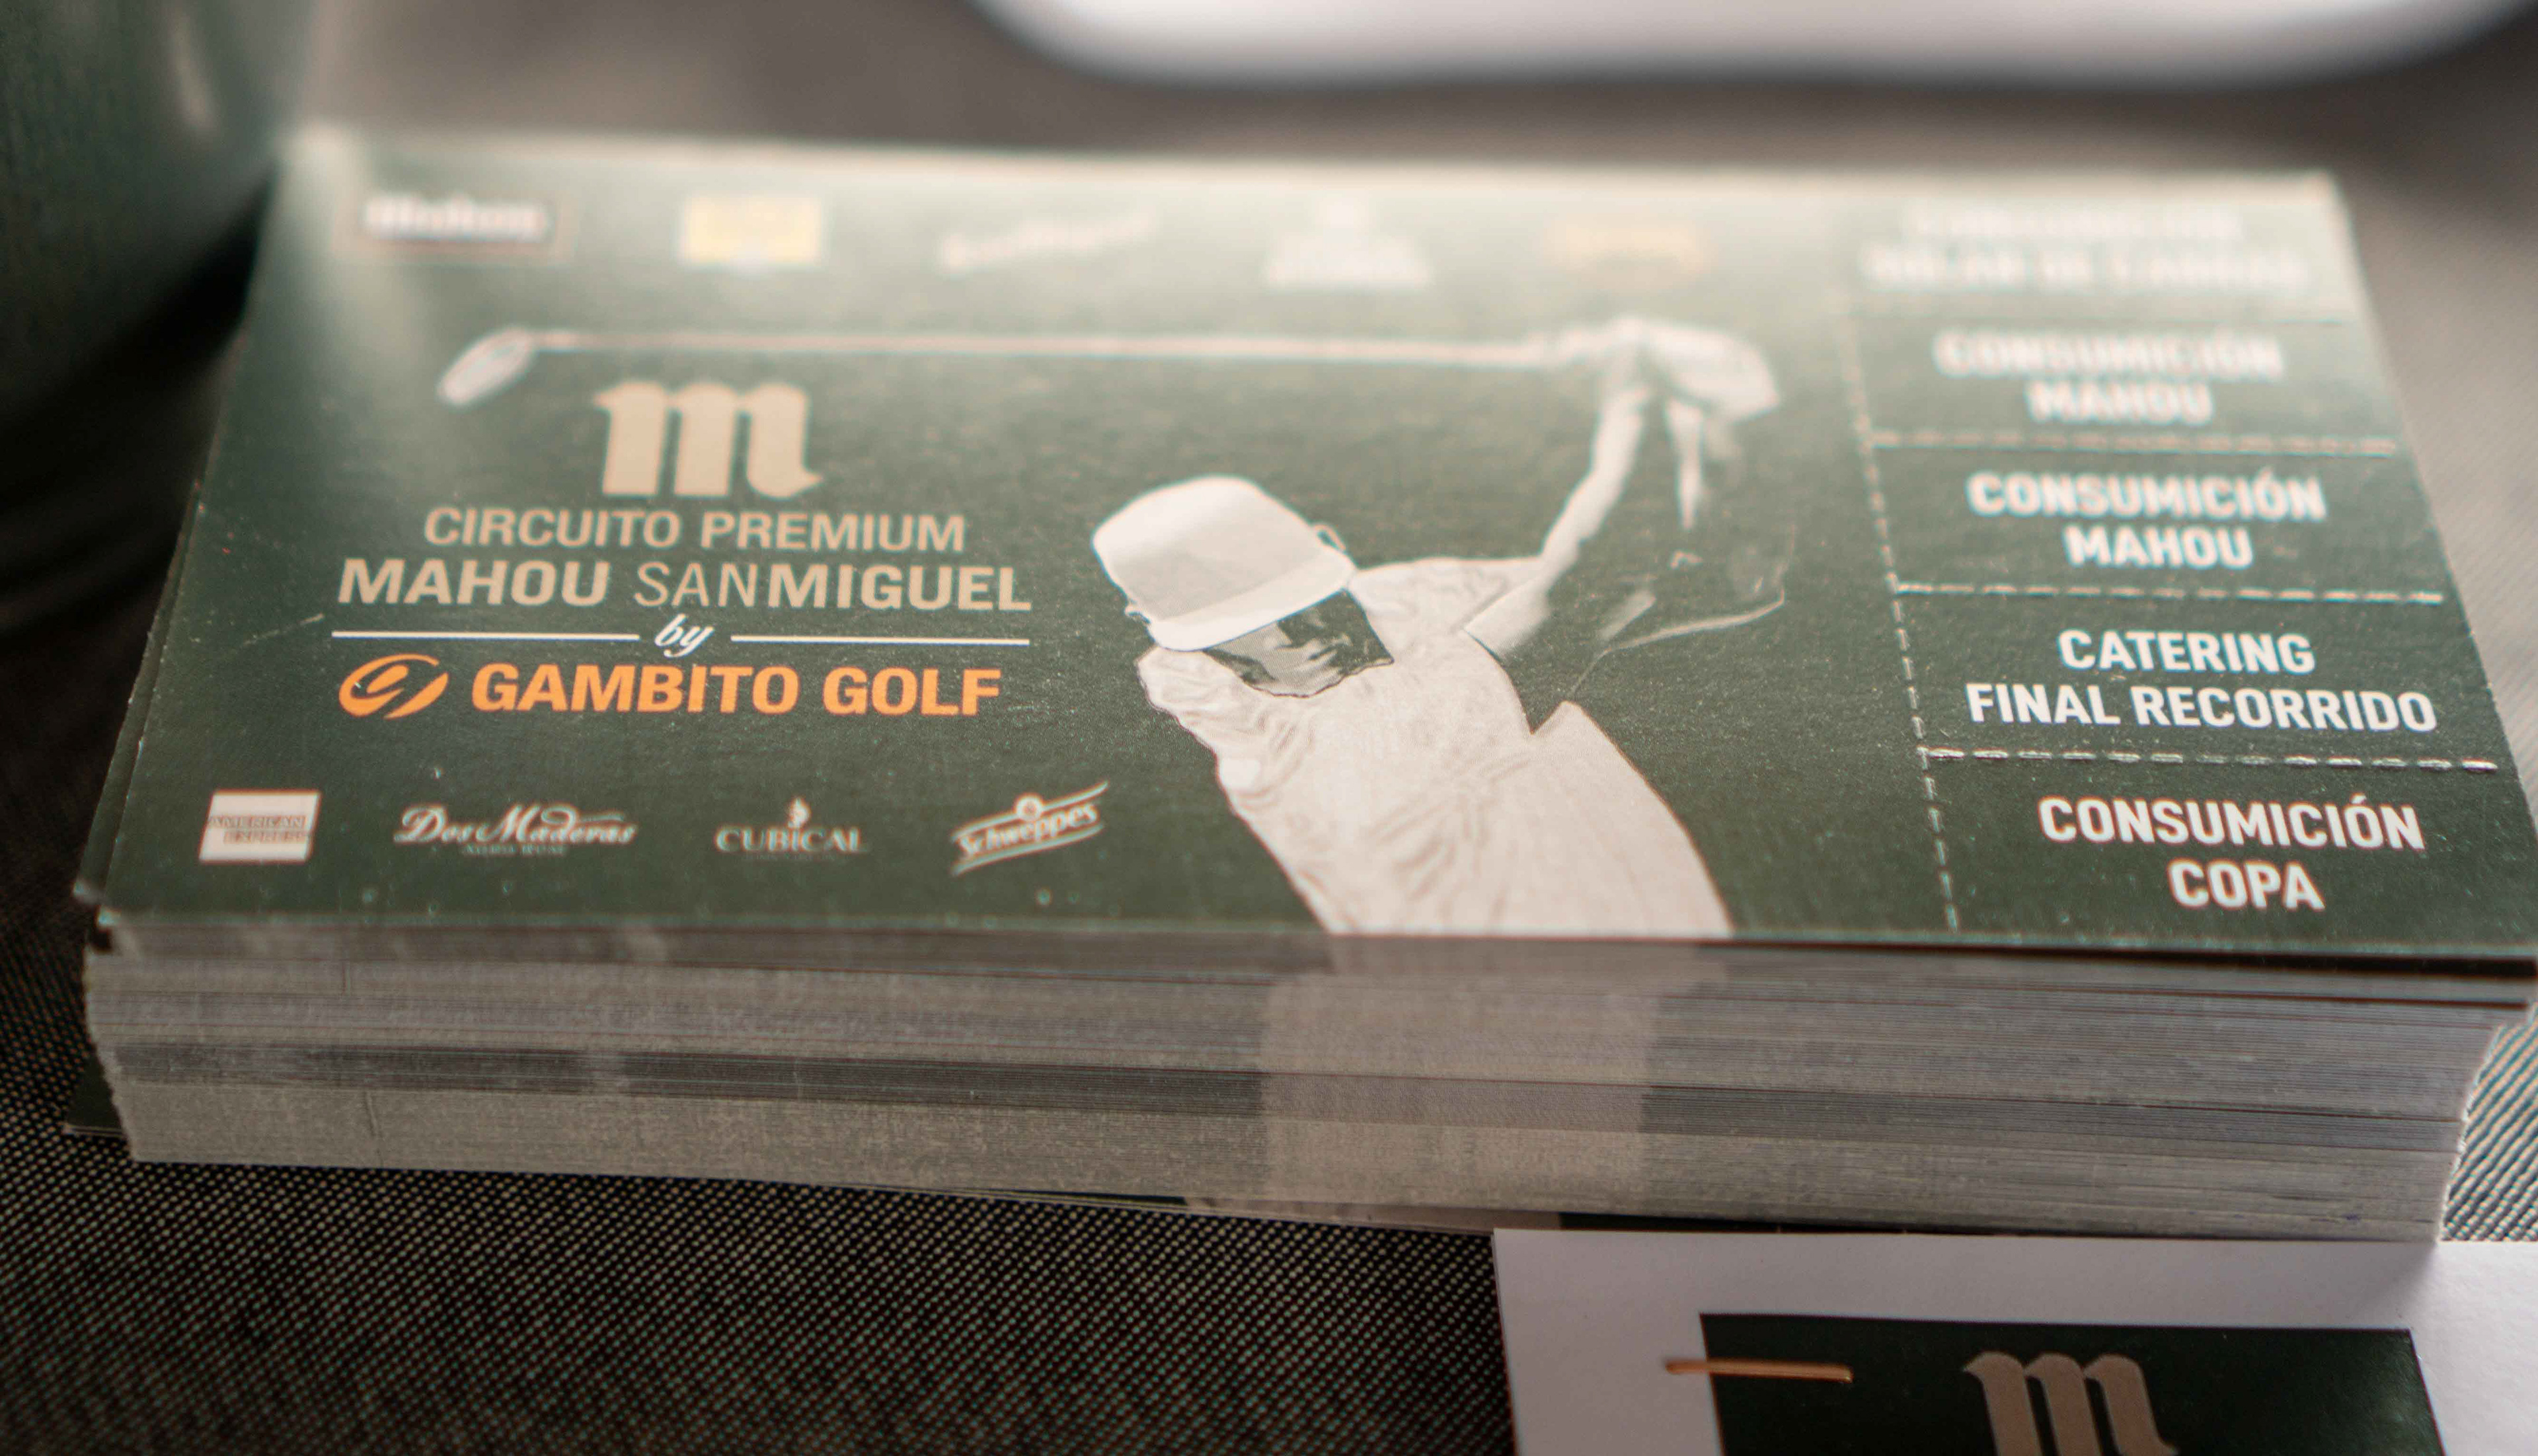 Mahou
m
CIRCUITO PREMIUM
MAHOU SANMIGUEL
by
GAMBITO GOLF
AMERICAN
EXPRESS
Dos Maderas
CUBICAL
Schweppes
CONSUMICIÓN
MAHOU
CONSUMICIÓN
MAHOU
CATERING
FINAL RECORRIDO
CONSUMICIÓN
COPA
m